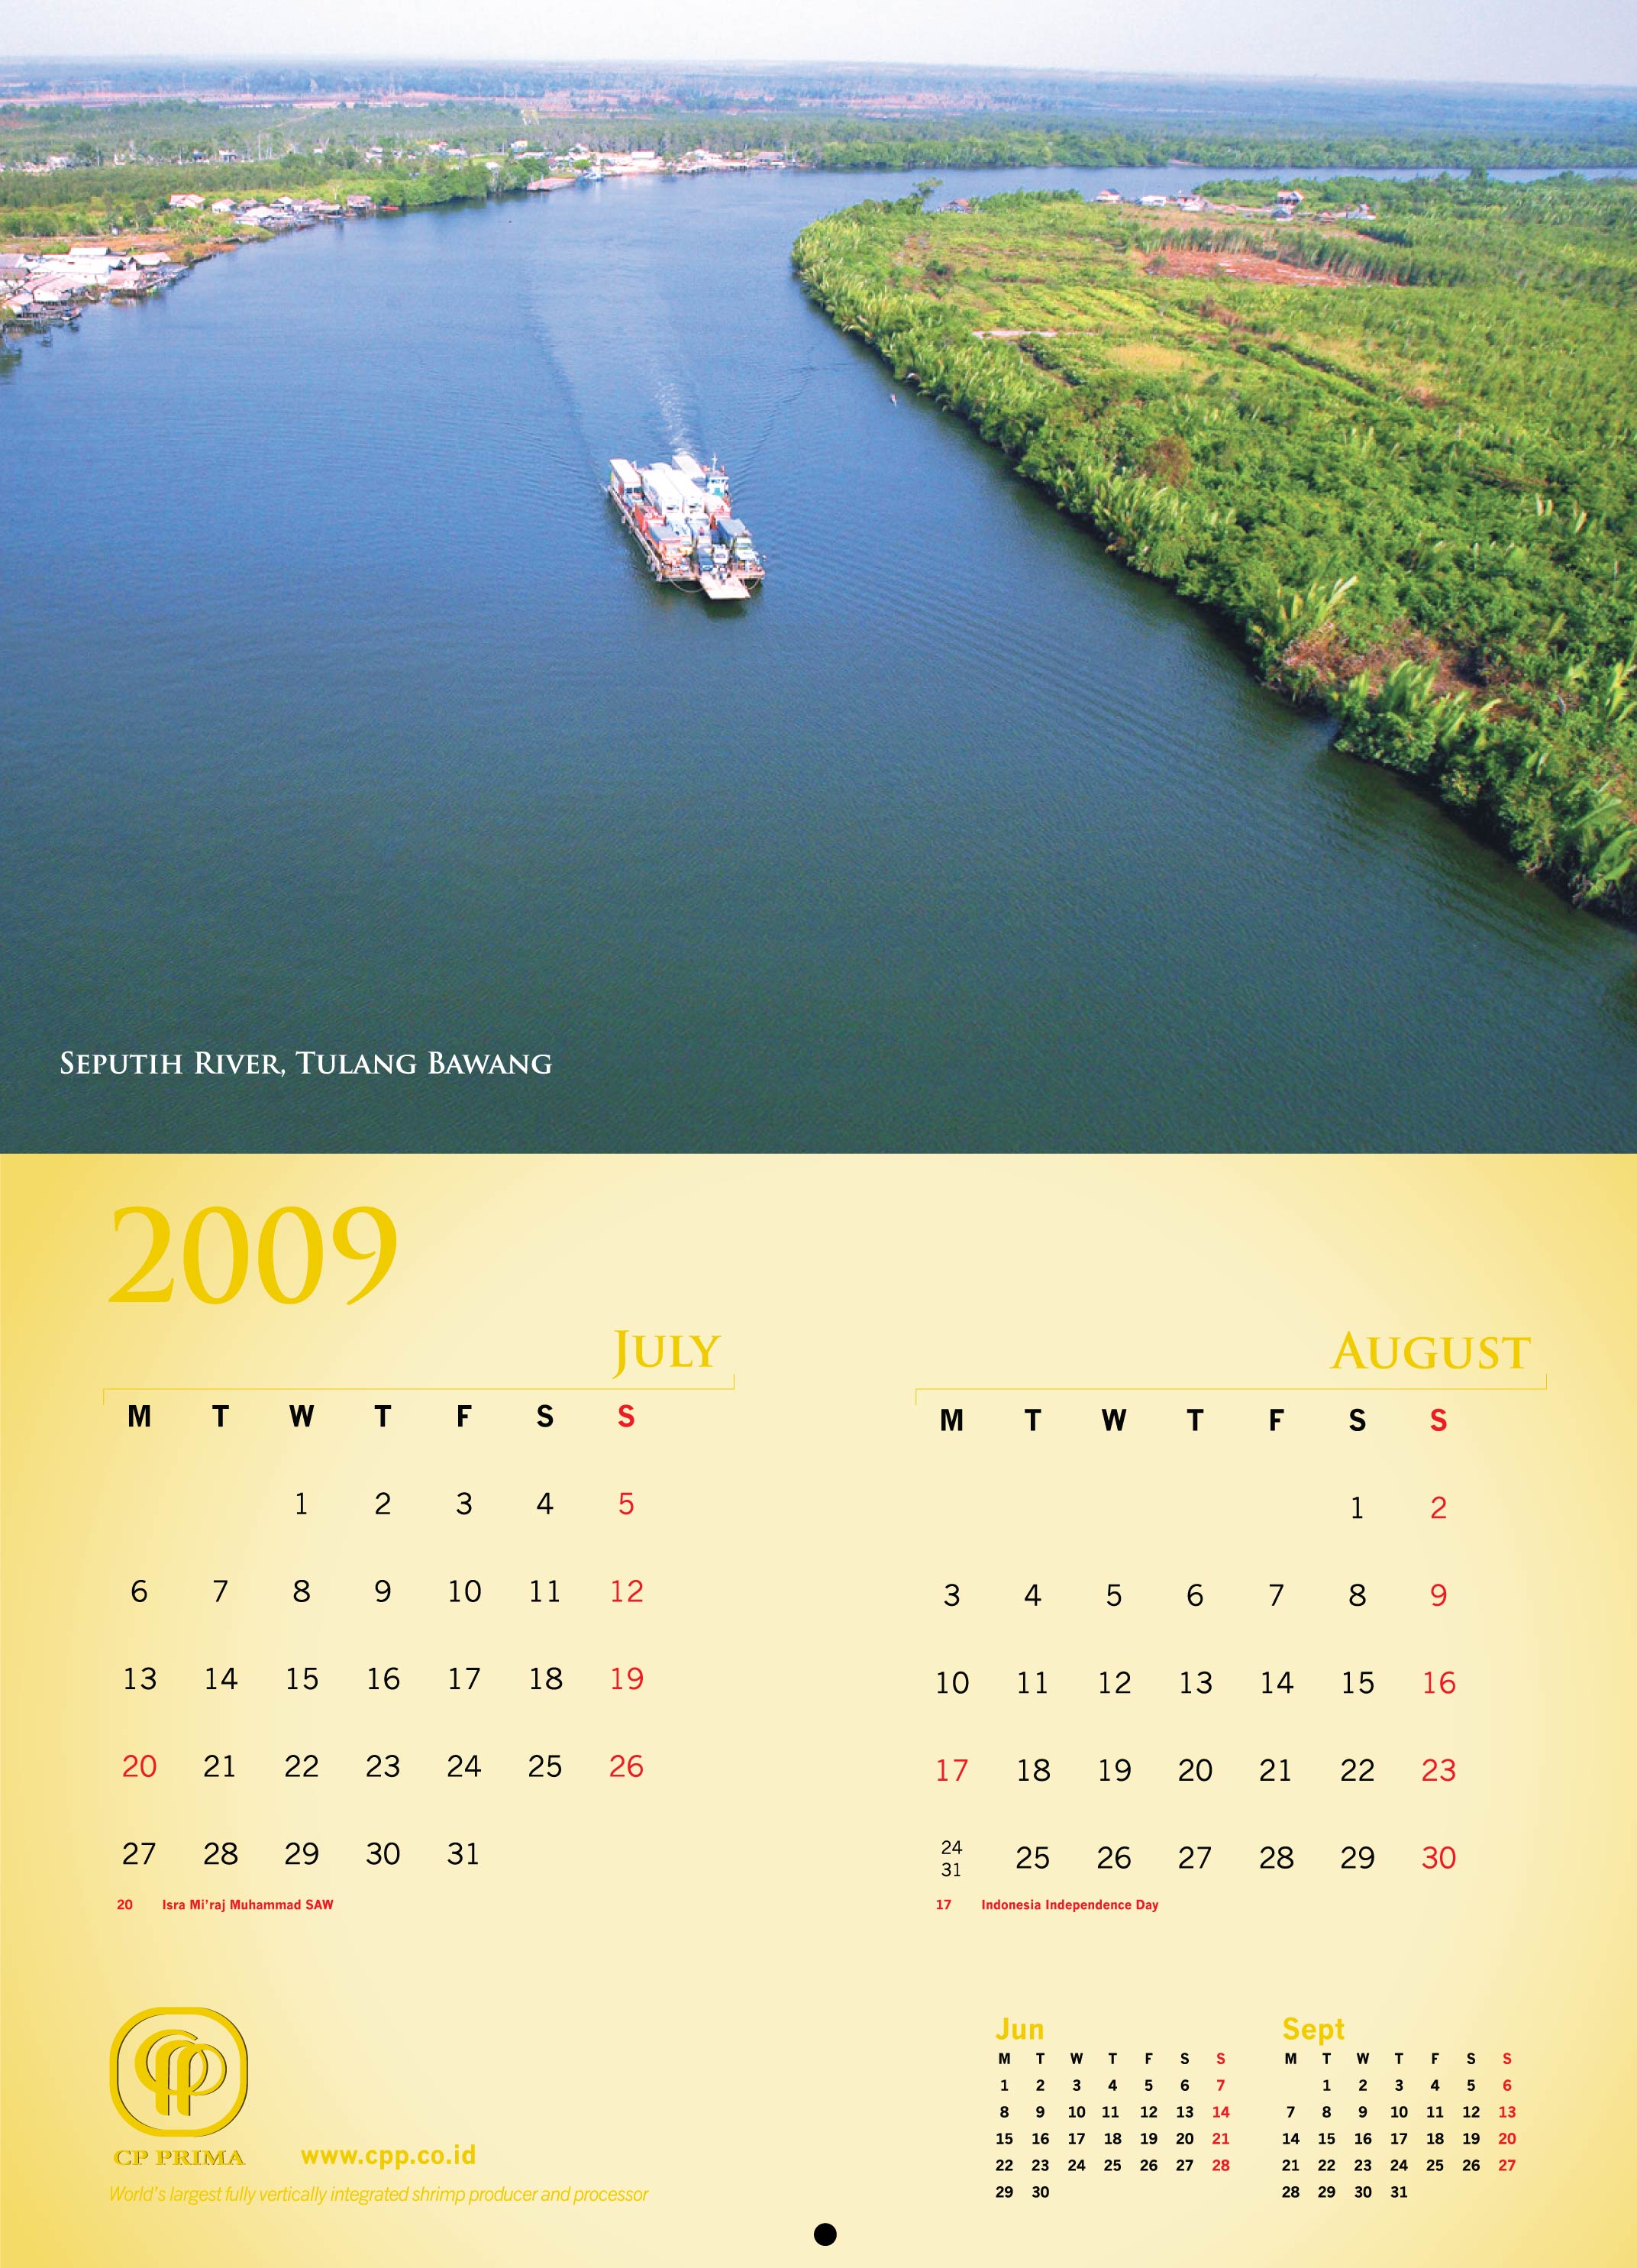 SEPUTIH RIVER, TULANG BAWANG
2009
JULY
M T W T F S S
1 2 3 4 5
6 7 8 9 10 11 12
13 14 15 16 17 18 19
20 21 22 23 24 25 26
27 28 29 30 31
20 Isra Mi'raj Muhammad SAW
AUGUST
M T W T F S S
1 2
3 4 5 6 7 8 9
10 11 12 13 14 15 16
17 18 19 20 21 22 23
24 31 25 26 27 28 29 30
17 Indonesia Independence Day
CP PRIMA
www.cpp.co.id
World's largest fully vertically integrated shrimp producer and processor
Jun
M T W T F S S
1 2 3 4 5 6 7
8 9 10 11 12 13 14
15 16 17 18 19 20 21
22 23 24 25 26 27 28
29 30
Sept
M T W T F S S
1 2 3 4 5 6
7 8 9 10 11 12 13
14 15 16 17 18 19 20
21 22 23 24 25 26 27
28 29 30 31